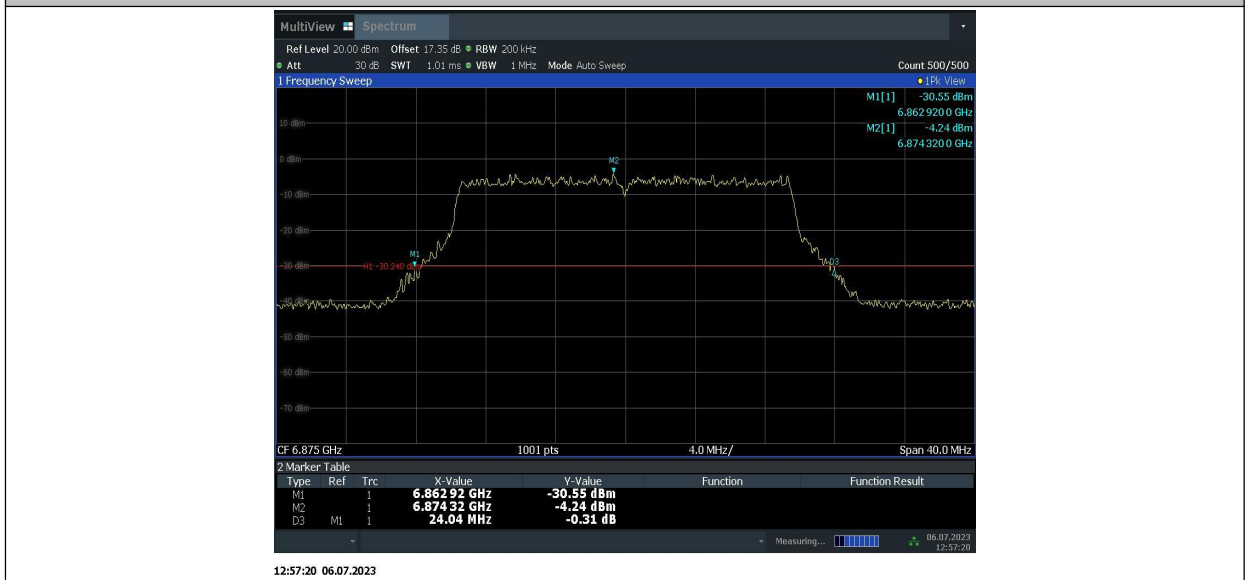 MultiView Spectrum
Ref Level 20.00 dBm Offset 17.35 dB RBW 200 kHz
Att 30 dB SWT 1.01 ms VBW 1 MHz Mode Auto Sweep Count 500/500
1 Frequency Sweep 1Pk View
M1[1] -30.55 dBm
6.862 920 0 GHz
10 dBm
M2[1] -4.24 dBm
6.874 320 0 GHz
0 dBm
M2
-10 dBm
-20 dBm
M1
D3
-30 dBm H1 -30.240 dBm
-40 dBm
-50 dBm
-60 dBm
-70 dBm
CF 6.875 GHz 1001 pts 4.0 MHz/ Span 40.0 MHz
2 Marker Table
Type Ref Trc X-Value Y-Value Function Function Result
M1 1 6.862 92 GHz -30.55 dBm
M2 1 6.874 32 GHz -4.24 dBm
D3 M1 1 24.04 MHz -0.31 dB
Measuring... 06.07.2023
12:57:20
12:57:20 06.07.2023